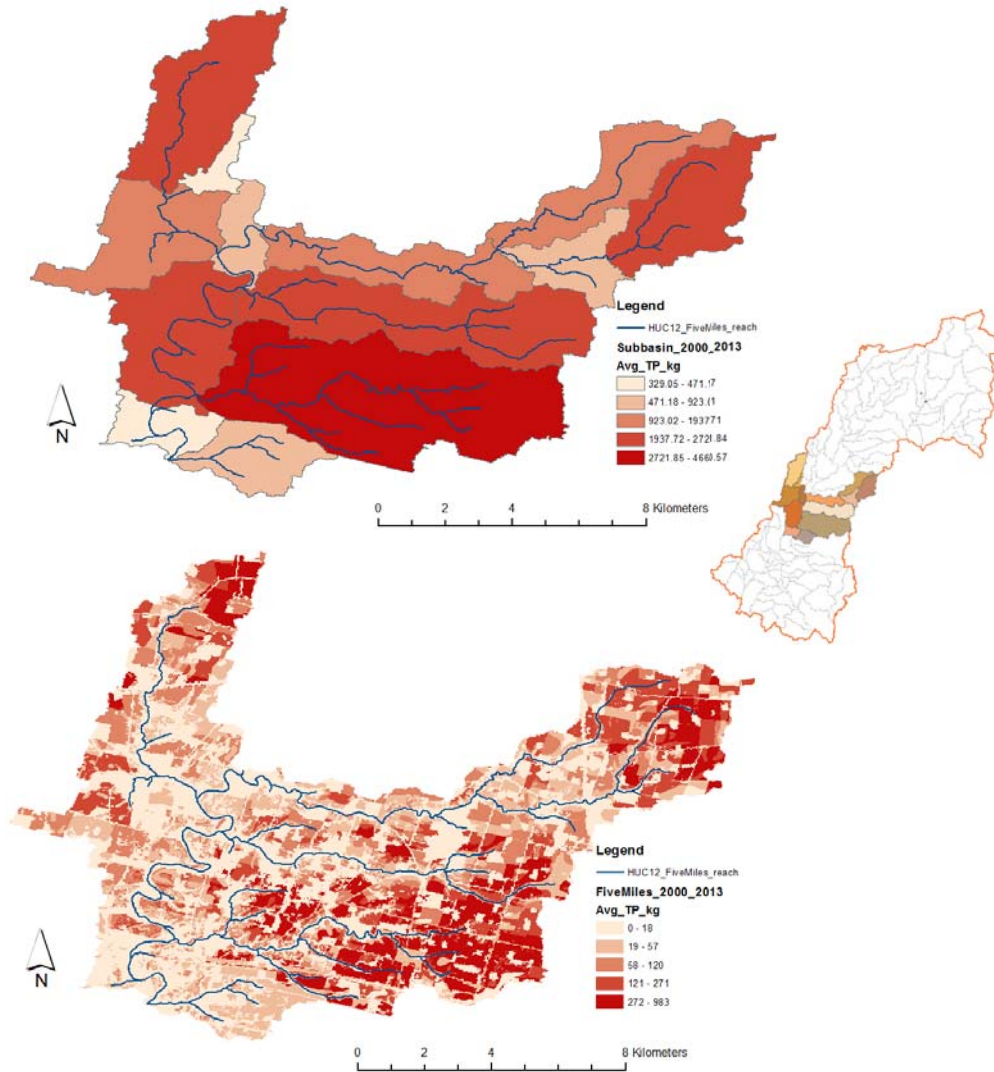 Legend
HUC12_FiveMiles_reach
Subbasin_2000_2013
Avg_TP_kg
329.05 - 471.17
471.18 - 923.01
923.02 - 1937.71
1937.72 - 2721.84
2721.85 - 4660.57
N
0 2 4 8 Kilometers
Legend
HUC12_FiveMiles_reach
FiveMiles_2000_2013
Avg_TP_kg
0 - 18
19 - 57
58 - 120
121 - 271
272 - 983
N
0 2 4 8 Kilometers